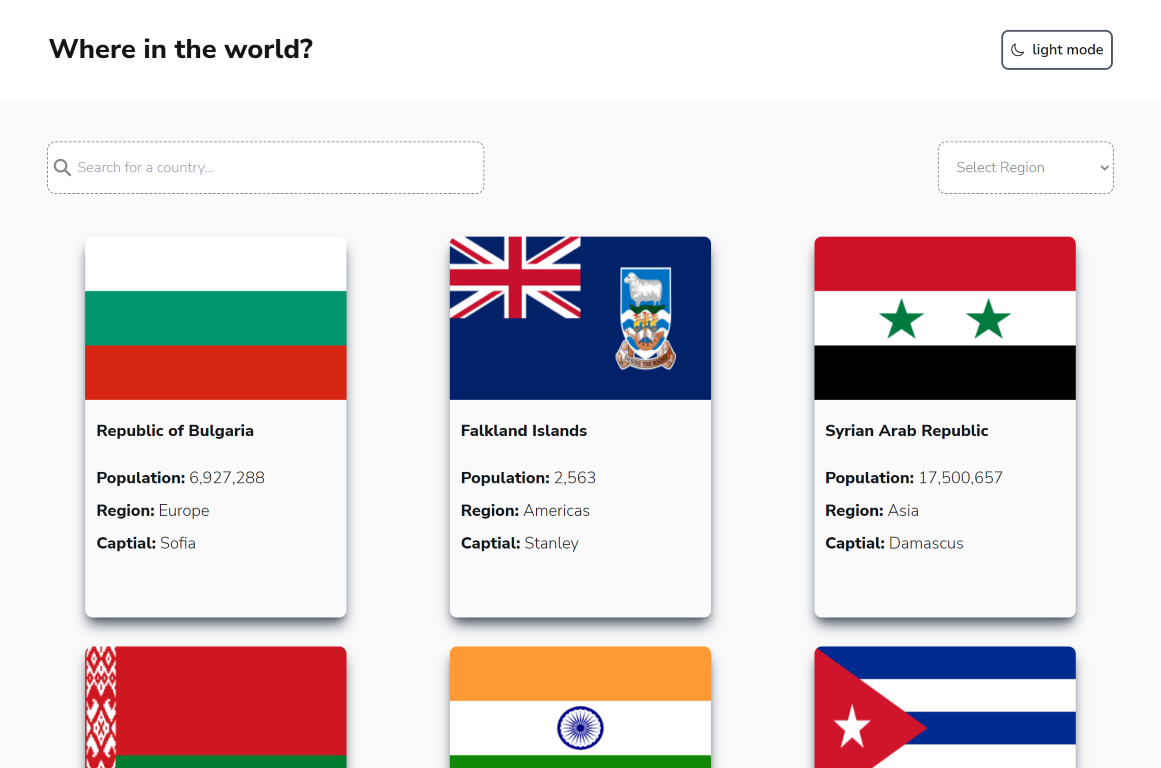 Where in the world?
light mode
Search for a country...
Select Region
Republic of Bulgaria
Population: 6,927,288
Region: Europe
Captial: Sofia
Falkland Islands
Population: 2,563
Region: Americas
Captial: Stanley
Syrian Arab Republic
Population: 17,500,657
Region: Asia
Captial: Damascus